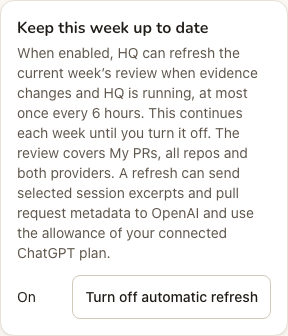 Keep this week up to date
When enabled, HQ can refresh the
current week’s review when evidence
changes and HQ is running, at most
once every 6 hours. This continues
each week until you turn it off. The
review covers My PRs, all repos and
both providers. A refresh can send
selected session excerpts and pull
request metadata to OpenAI and use
the allowance of your connected
ChatGPT plan.
On
Turn off automatic refresh